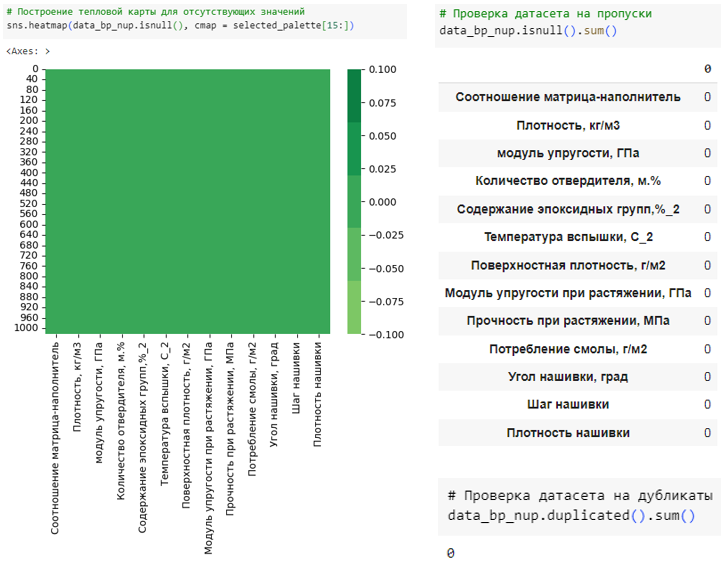 # Построение тепловой карты для отсутствующих значений
sns.heatmap(data_bp_nup.isnull(), cmap = selected_palette[15:])
<Axes: >
0
40
80
120
160
200
240
280
320
360
400
440
480
520
560
600
640
680
720
760
800
840
880
920
960
1000
0.100
0.075
0.050
0.025
0.000
−0.025
−0.050
−0.075
−0.100
Соотношение матрица-наполнитель
Плотность, кг/м3
модуль упругости, ГПа
Количество отвердителя, м.%
Содержание эпоксидных групп,%_2
Температура вспышки, С_2
Поверхностная плотность, г/м2
Модуль упругости при растяжении, ГПа
Прочность при растяжении, МПа
Потребление смолы, г/м2
Угол нашивки, град
Шаг нашивки
Плотность нашивки
# Проверка датасета на пропуски
data_bp_nup.isnull().sum()
0
Соотношение матрица-наполнитель 0
Плотность, кг/м3 0
модуль упругости, ГПа 0
Количество отвердителя, м.% 0
Содержание эпоксидных групп,%_2 0
Температура вспышки, С_2 0
Поверхностная плотность, г/м2 0
Модуль упругости при растяжении, ГПа 0
Прочность при растяжении, МПа 0
Потребление смолы, г/м2 0
Угол нашивки, град 0
Шаг нашивки 0
Плотность нашивки 0
# Проверка датасета на дубликаты
data_bp_nup.duplicated().sum()
0